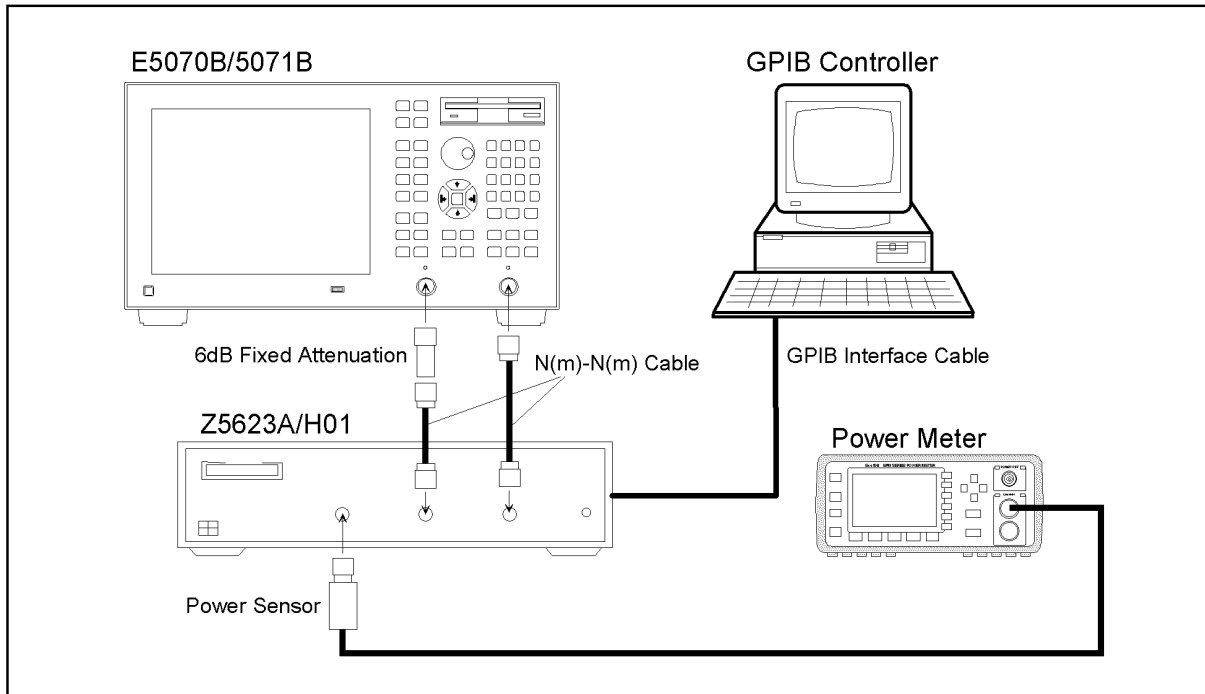 E5070B/5071B
GPIB Controller
6dB Fixed Attenuation
N(m)-N(m) Cable
GPIB Interface Cable
Z5623A/H01
Power Meter
Power Sensor